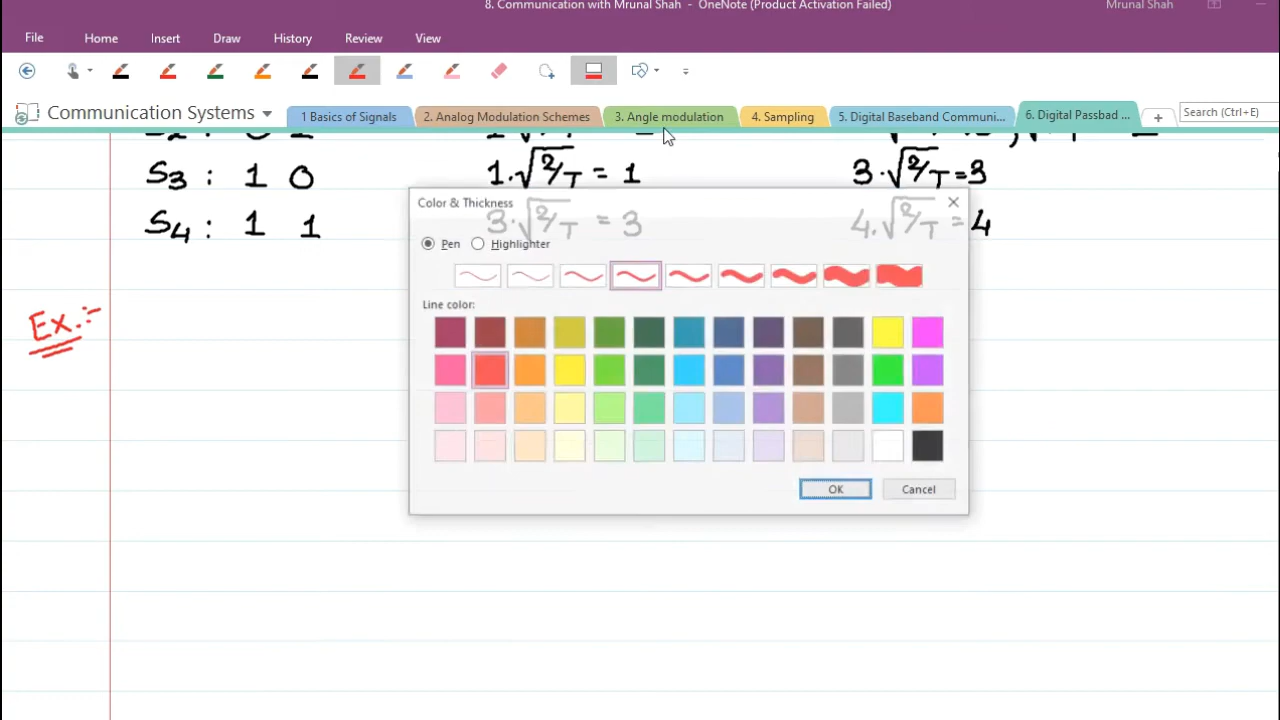 8. Communication with Mrunal Shah - OneNote (Product Activation Failed)
Mrunal Shah
File Home Insert Draw History Review View
Communication Systems
1 Basics of Signals 2. Analog Modulation Schemes 3. Angle modulation 4. Sampling 5. Digital Baseband Communi... 6. Digital Passbad ... + Search (Ctrl+E)
S3 : 1 0 1.√2/T = 1 3.√2/T = 3
S4 : 1 1 3.√2/T = 3 4.√2/T = 4
Color & Thickness
Pen Highlighter
Line color:
Ex.:-
OK Cancel